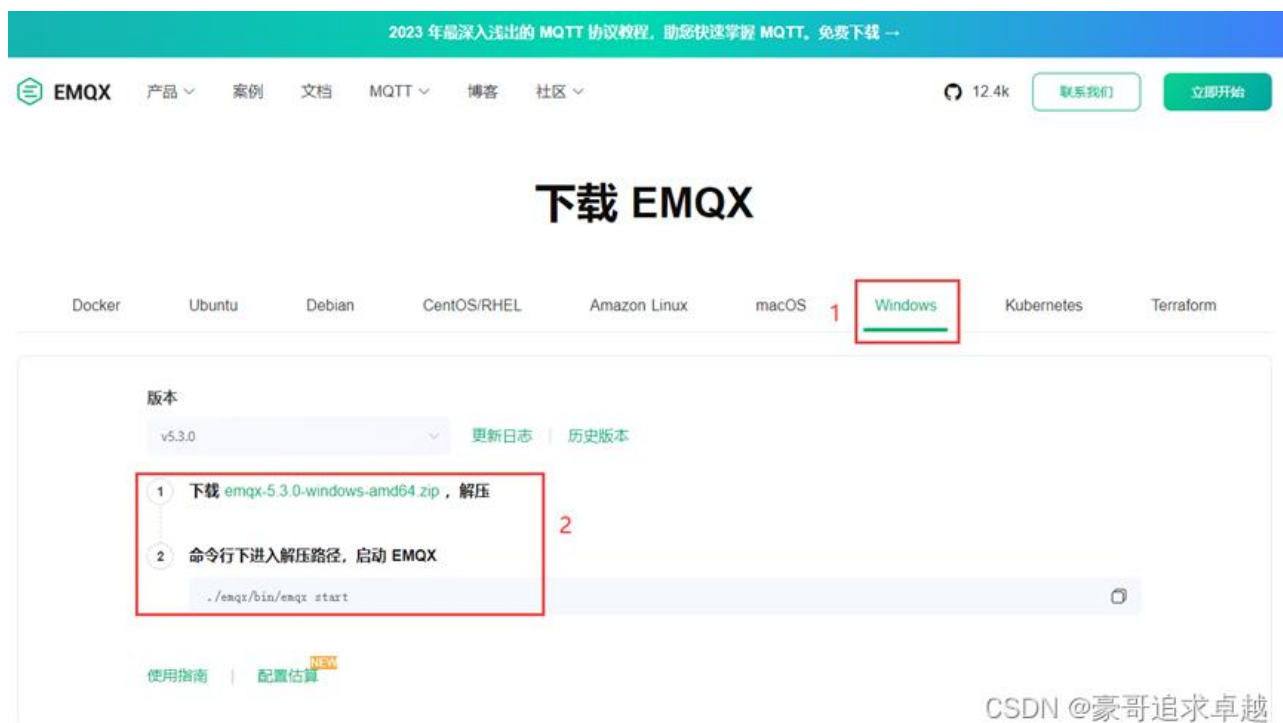 2023 年最深入浅出的 MQTT 协议教程，助您快速掌握 MQTT。免费下载 →
EMQX 产品 案例 文档 MQTT 博客 社区 12.4k 联系我们 立即开始
下载 EMQX
Docker Ubuntu Debian CentOS/RHEL Amazon Linux macOS 1 Windows Kubernetes Terraform
版本
v5.3.0 更新日志 | 历史版本
1 下载 emqx-5.3.0-windows-amd64.zip ，解压
2
2 命令行下进入解压路径，启动 EMQX
./emqx/bin/emqx start
NEW
使用指南 | 配置估算
CSDN @豪哥追求卓越